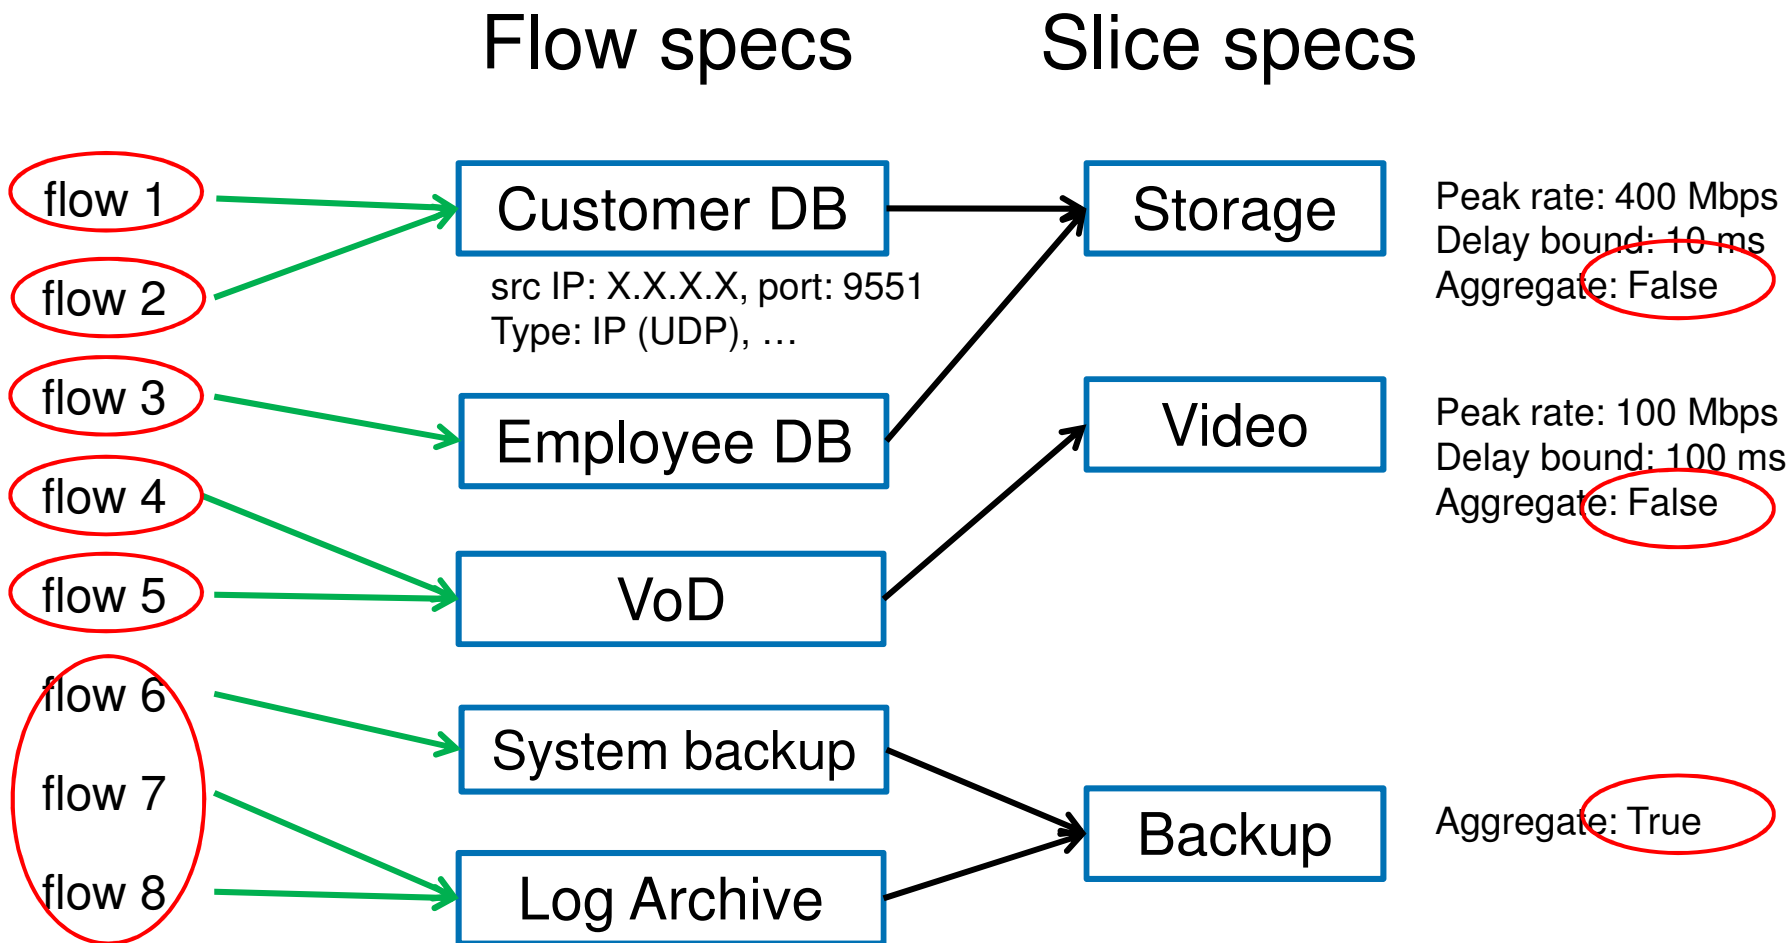 Flow specs
Slice specs
flow 1
flow 2
flow 3
flow 4
flow 5
flow 6
flow 7
flow 8
Customer DB
src IP: X.X.X.X, port: 9551
Type: IP (UDP), …
Employee DB
VoD
System backup
Log Archive
Storage
Peak rate: 400 Mbps
Delay bound: 10 ms
Aggregate: False
Video
Peak rate: 100 Mbps
Delay bound: 100 ms
Aggregate: False
Backup
Aggregate: True